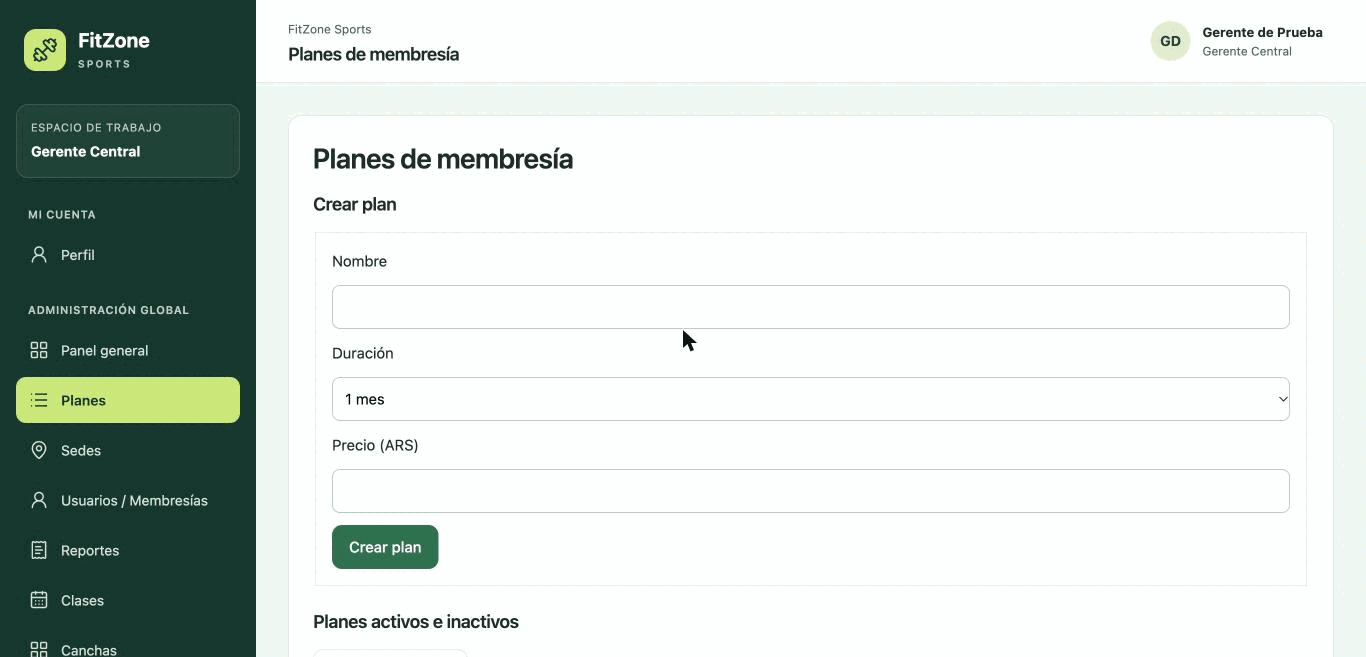 FitZone
SPORTS
ESPACIO DE TRABAJO
Gerente Central
MI CUENTA
Perfil
ADMINISTRACIÓN GLOBAL
Panel general
Planes
Sedes
Usuarios / Membresías
Reportes
Clases
Canchas
FitZone Sports
Planes de membresía
GD
Gerente de Prueba
Gerente Central
Planes de membresía
Crear plan
Nombre
Duración
1 mes
Precio (ARS)
Crear plan
Planes activos e inactivos